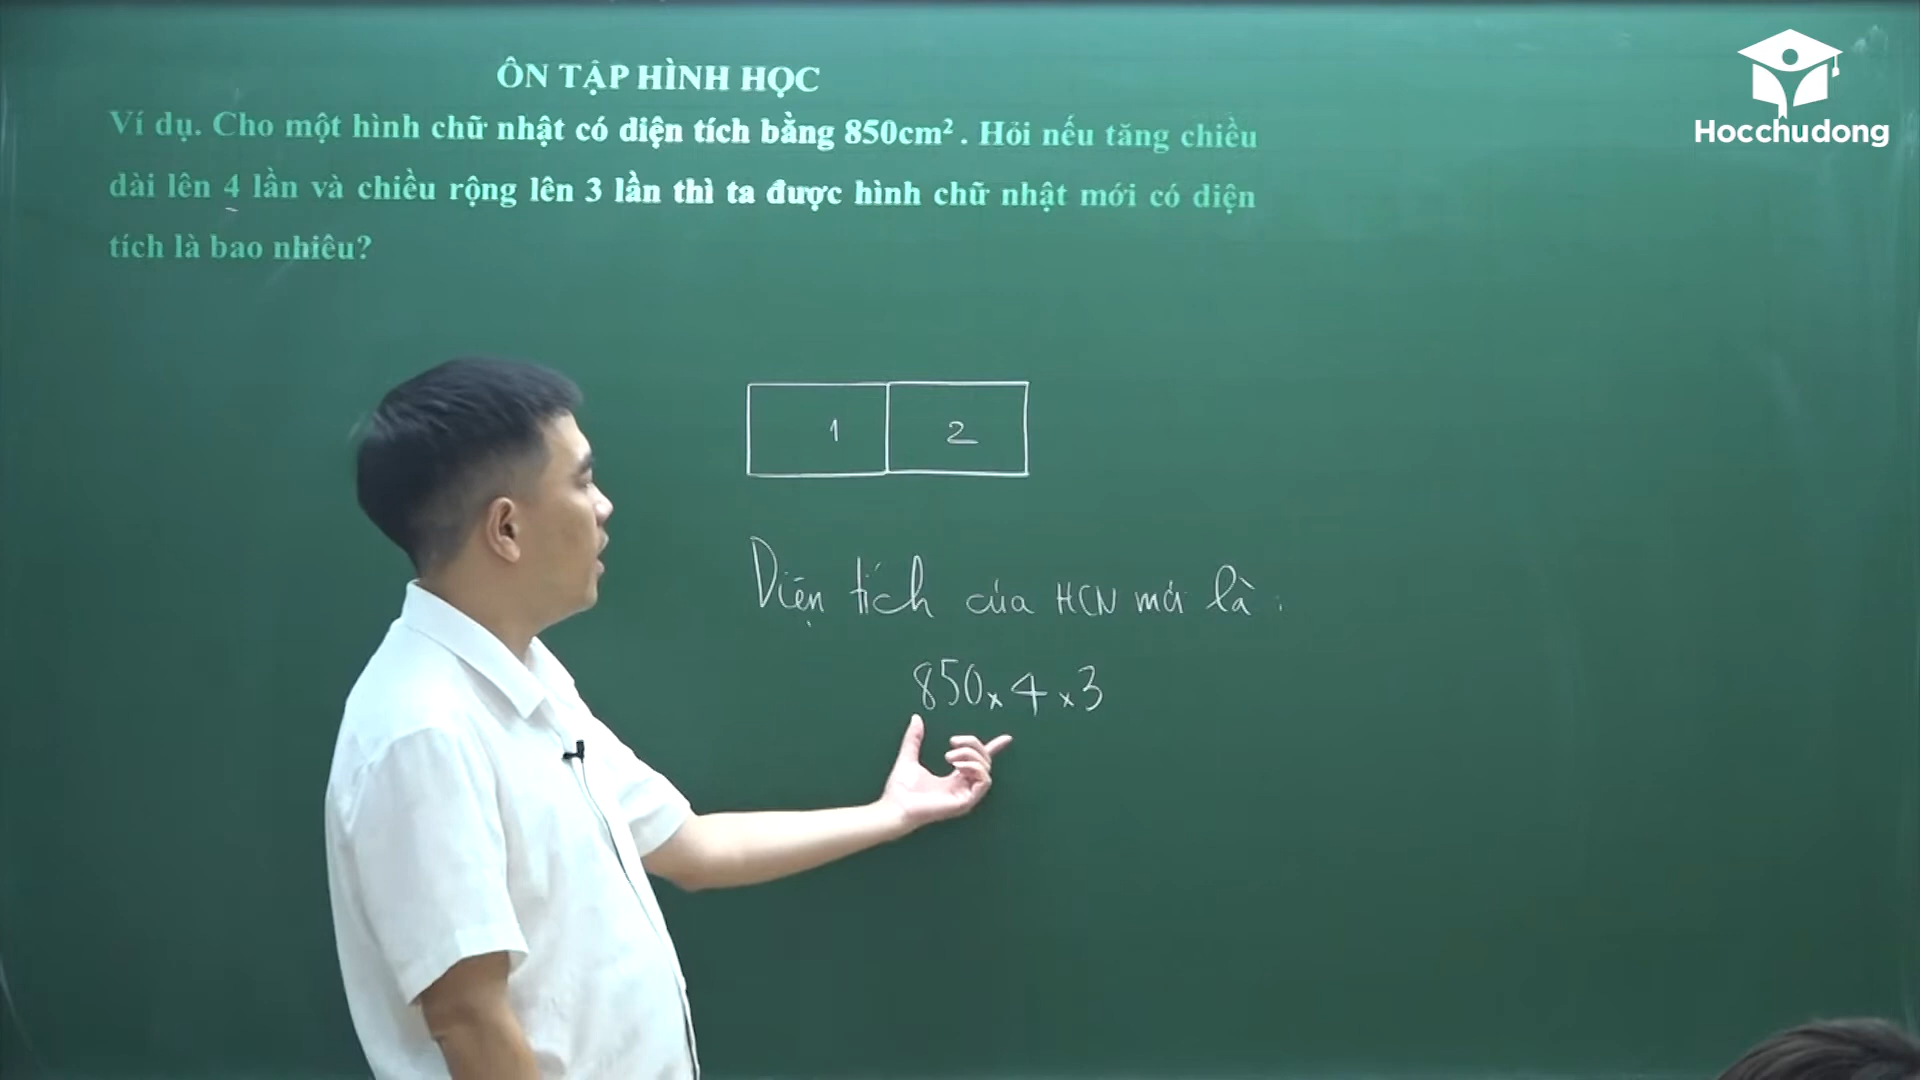 Hocchudong
ÔN TẬP HÌNH HỌC
Ví dụ. Cho một hình chữ nhật có diện tích bằng 850cm². Hỏi nếu tăng chiều
dài lên 4 lần và chiều rộng lên 3 lần thì ta được hình chữ nhật mới có diện
tích là bao nhiêu?
1 2
Diện tích của HCN mới là:
850 x 4 x 3